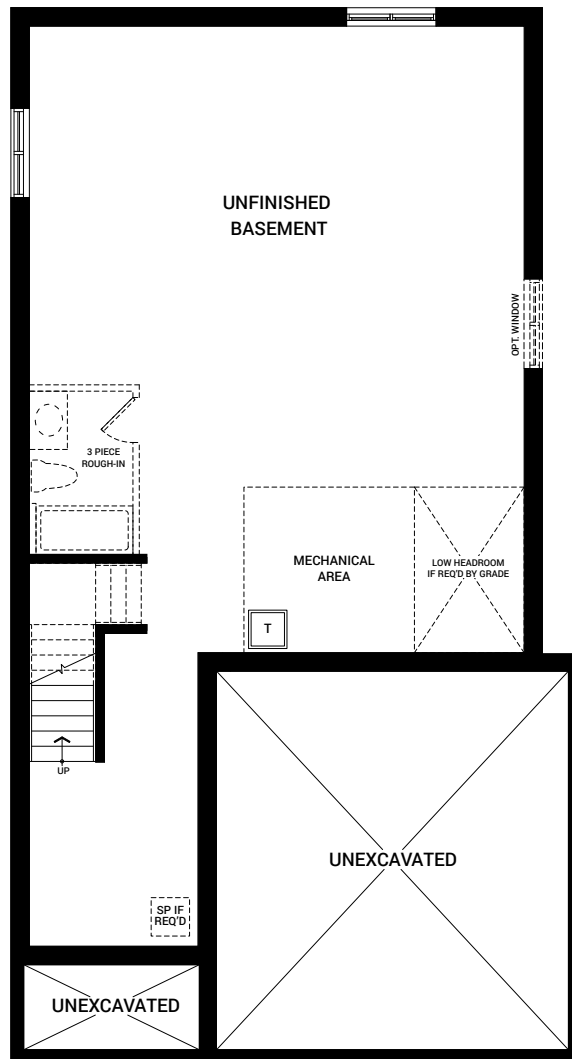 UNFINISHED
BASEMENT
OPT. WINDOW
3 PIECE
ROUGH-IN
MECHANICAL
AREA
LOW HEADROOM
IF REQ'D BY GRADE
T
UP
UNEXCAVATED
SP IF
REQ'D
UNEXCAVATED